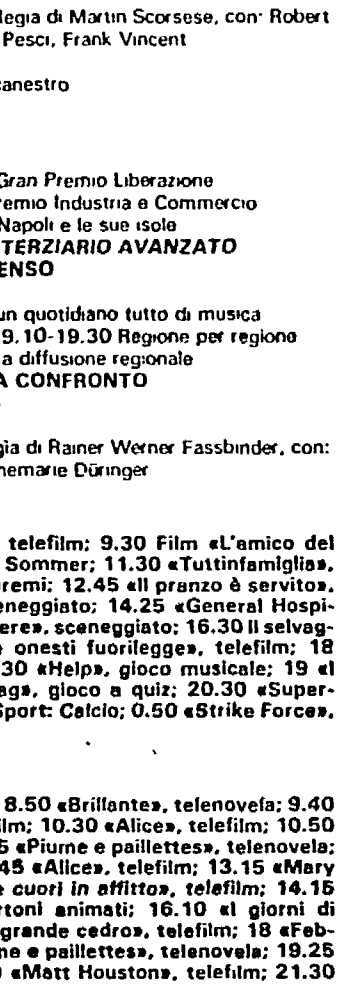 Regia di Martin Scorsese, con: Robert
Pesci, Frank Vincent
canestro
Gran Premio Liberazione
remio Industria e Commercio
Napoli e le sue isole
TERZIARIO AVANZATO
ENSO
un quotidiano tutto di musica
9.10-19.30 Regione per regione
a diffusione regionale
A CONFRONTO
gia di Rainer Werner Fassbinder, con:
nemarie Düringer
telefilm; 9.30 Film «L'amico del
Sommer; 11.30 «Tuttinfamiglia»,
uremi; 12.45 «Il pranzo è servito»,
eneggiato; 14.25 «General Hospi-
ere», sceneggiato; 16.30 Il selvag-
e onesti fuorilegge», telefilm; 18
30 «Help», gioco musicale; 19 «I
ag», gioco a quiz; 20.30 «Super-
Sport: Calcio; 0.50 «Strike Force»,
8.50 «Brillante», telenovela; 9.40
ilm; 10.30 «Alice», telefilm; 10.50
5 «Piume e paillettes», telenovela;
45 «Alice», telefilm; 13.15 «Mary
e cuori in affitto», telefilm; 14.15
rtoni animati; 16.10 «I giorni di
grande cedro», telefilm; 18 «Feb-
me e paillettes», telenovela; 19.25
0 «Matt Houston», telefilm; 21.30